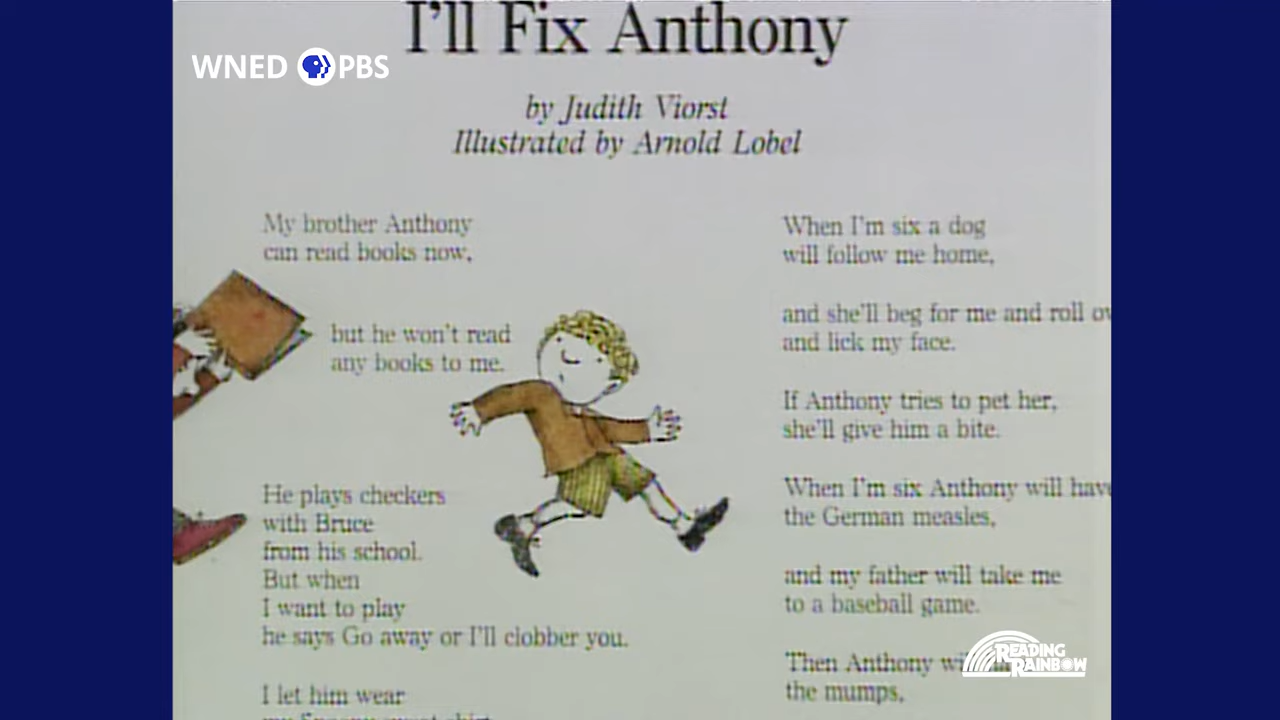 I'll Fix Anthony
WNED PBS
by Judith Viorst
Illustrated by Arnold Lobel
My brother Anthony
can read books now,
but he won't read
any books to me.
He plays checkers
with Bruce
from his school.
But when
I want to play
he says Go away or I'll clobber you.
I let him wear
When I'm six a dog
will follow me home,
and she'll beg for me and roll
and lick my face.
If Anthony tries to pet her,
she'll give him a bite.
When I'm six Anthony will have
the German measles,
and my father will take me
to a baseball game.
Then Anthony
the mumps,
READING
RAINBOW